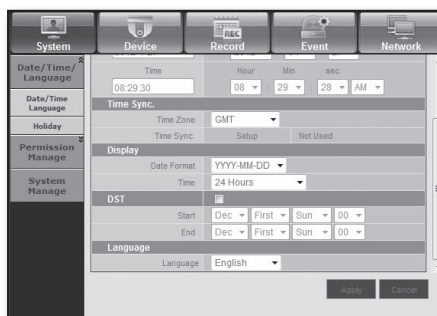 REC
System Device Record Event Network
Date/Time/
Language
Date/Time
Language
Holiday
Permission
Manage
System
Manage
Time Hour Min sec
08:29:30 08 : 29 : 28 AM
Time Sync.
Time Zone GMT
Time Sync. Setup Not Used
Display
Date Format YYYY-MM-DD
Time 24 Hours
DST
Start Dec First Sun 00
End Dec First Sun 00
Language
Language English
Apply Cancel